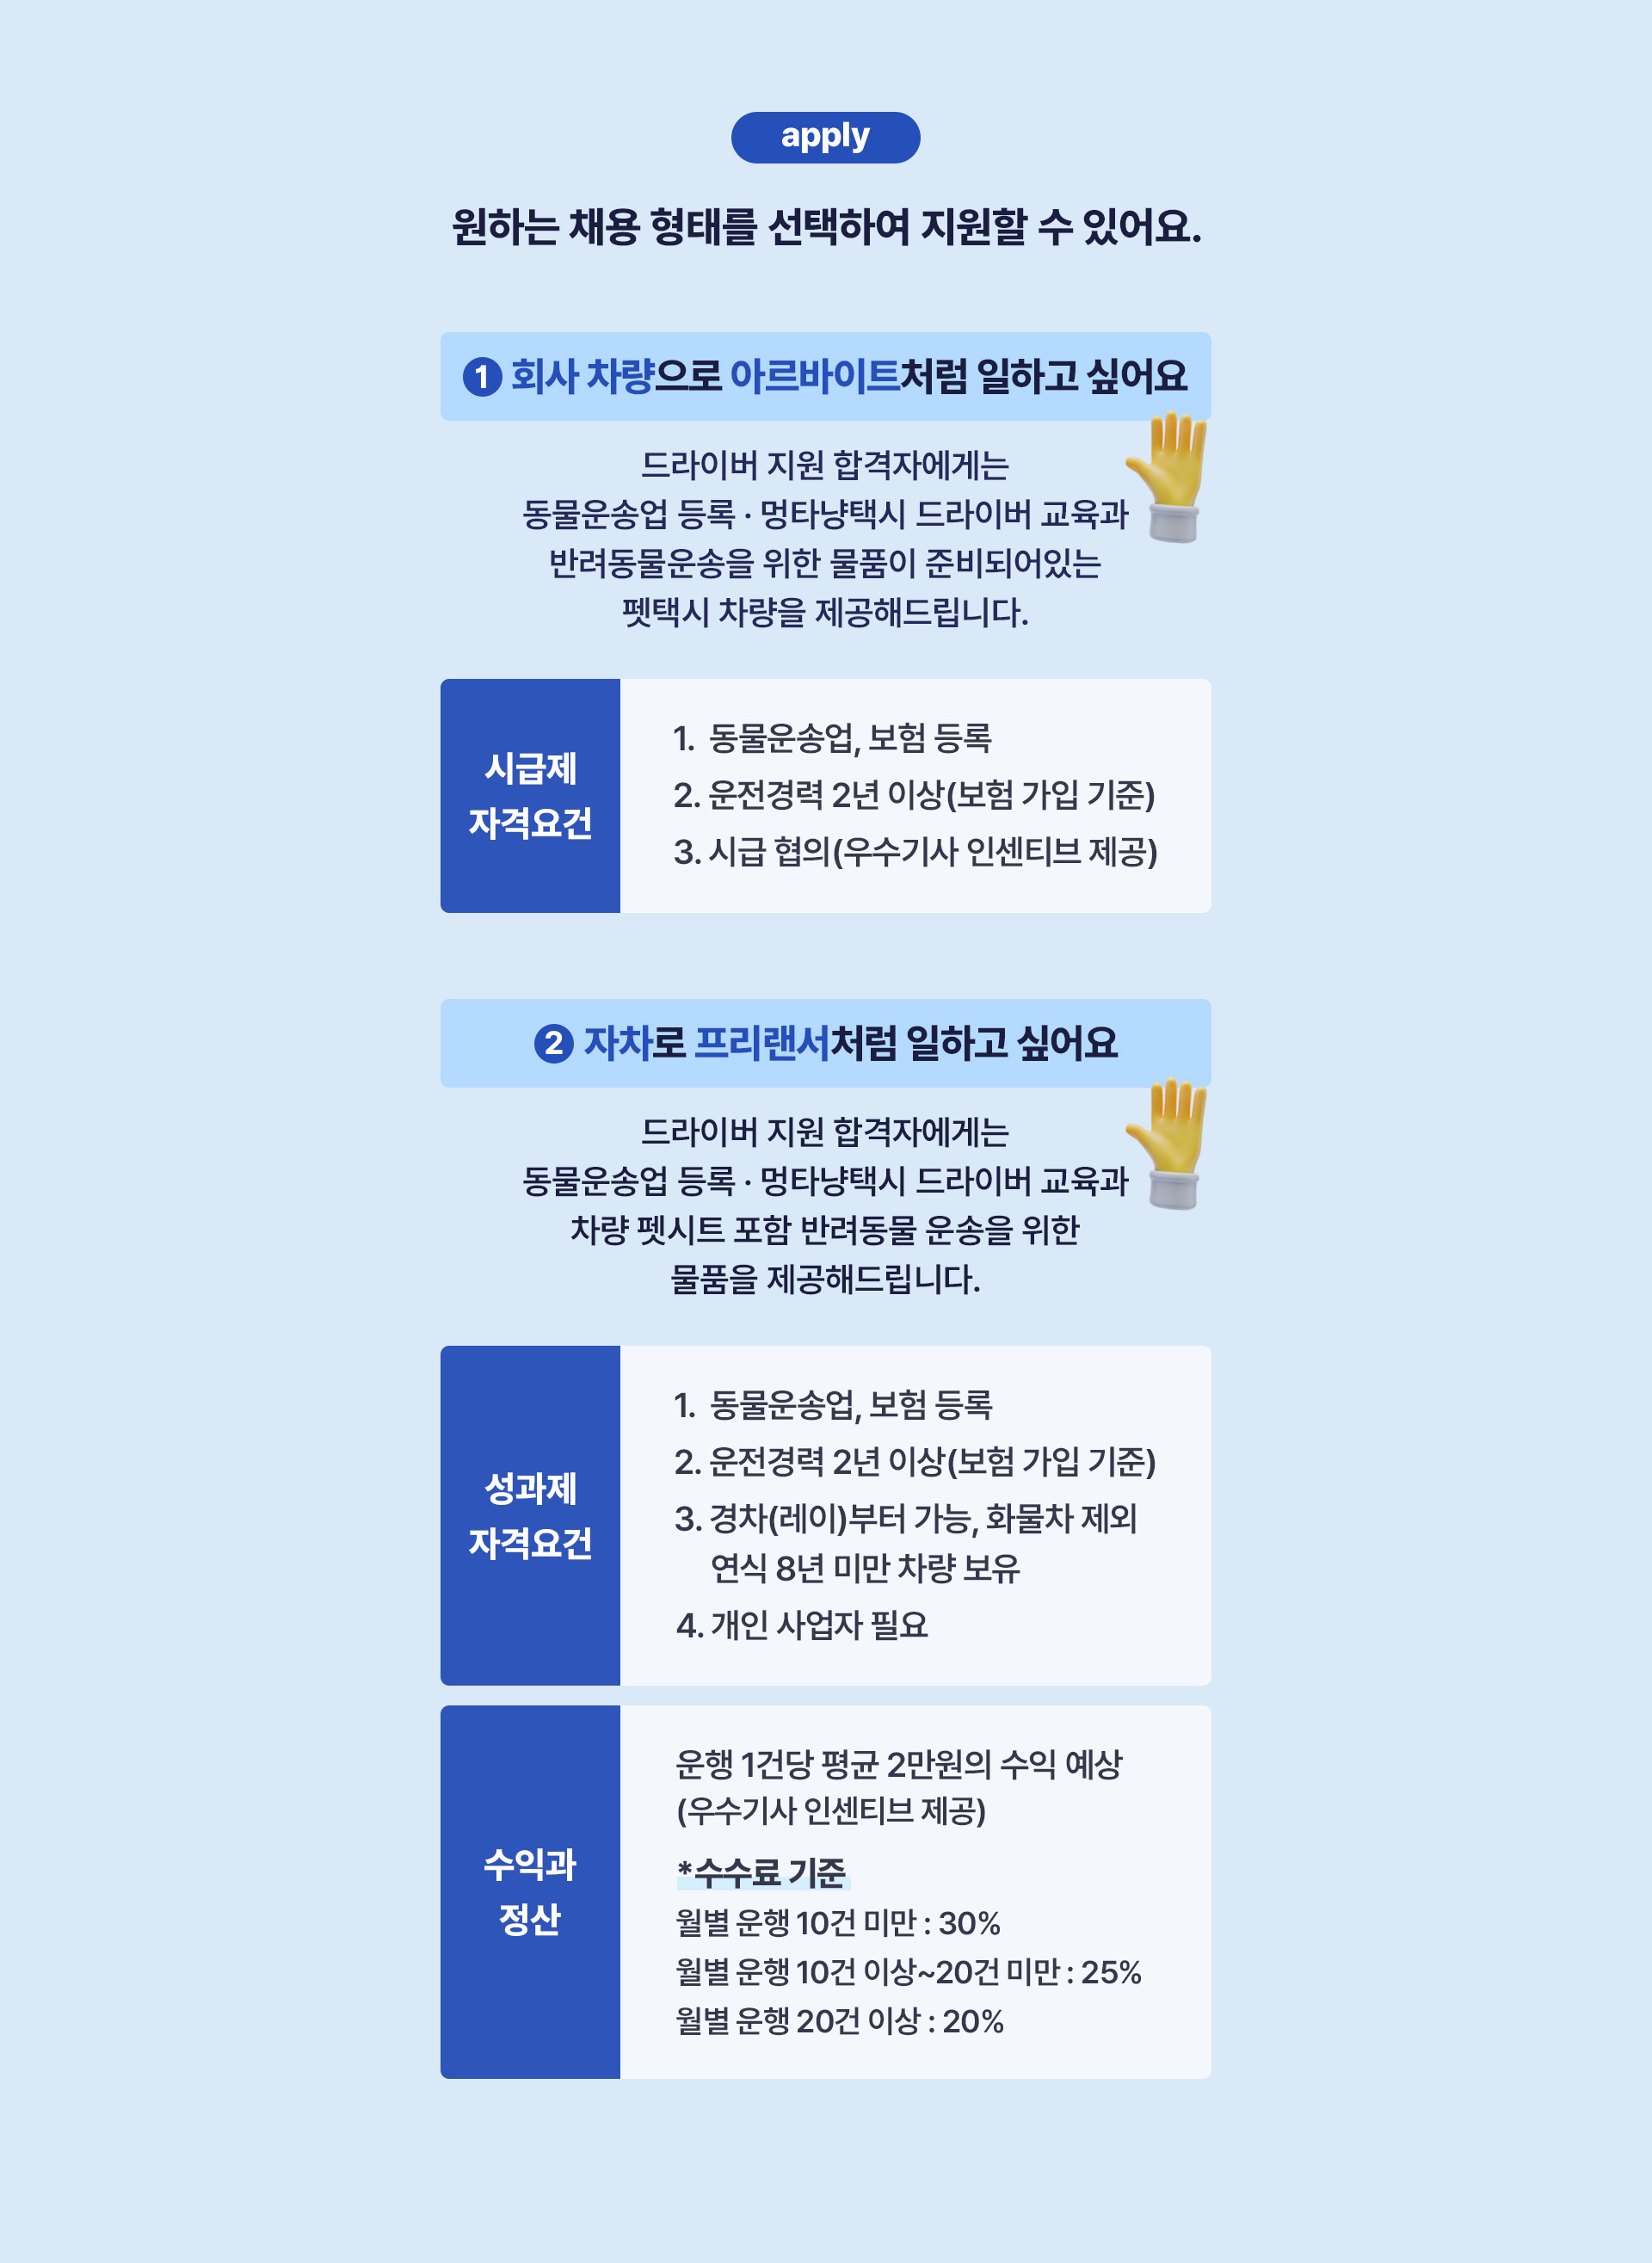 apply
원하는 채용 형태를 선택하여 지원할 수 있어요.
1 회사 차량으로 아르바이트처럼 일하고 싶어요
드라이버 지원 합격자에게는
동물운송업 등록 · 멍타냥택시 드라이버 교육과
반려동물운송을 위한 물품이 준비되어있는
펫택시 차량을 제공해드립니다.
시급제
자격요건
1. 동물운송업, 보험 등록
2. 운전경력 2년 이상(보험 가입 기준)
3. 시급 협의(우수기사 인센티브 제공)
2 자차로 프리랜서처럼 일하고 싶어요
드라이버 지원 합격자에게는
동물운송업 등록 · 멍타냥택시 드라이버 교육과
차량 펫시트 포함 반려동물 운송을 위한
물품을 제공해드립니다.
성과제
자격요건
1. 동물운송업, 보험 등록
2. 운전경력 2년 이상(보험 가입 기준)
3. 경차(레이)부터 가능, 화물차 제외
연식 8년 미만 차량 보유
4. 개인 사업자 필요
수익과
정산
운행 1건당 평균 2만원의 수익 예상
(우수기사 인센티브 제공)
*수수료 기준
월별 운행 10건 미만 : 30%
월별 운행 10건 이상~20건 미만 : 25%
월별 운행 20건 이상 : 20%